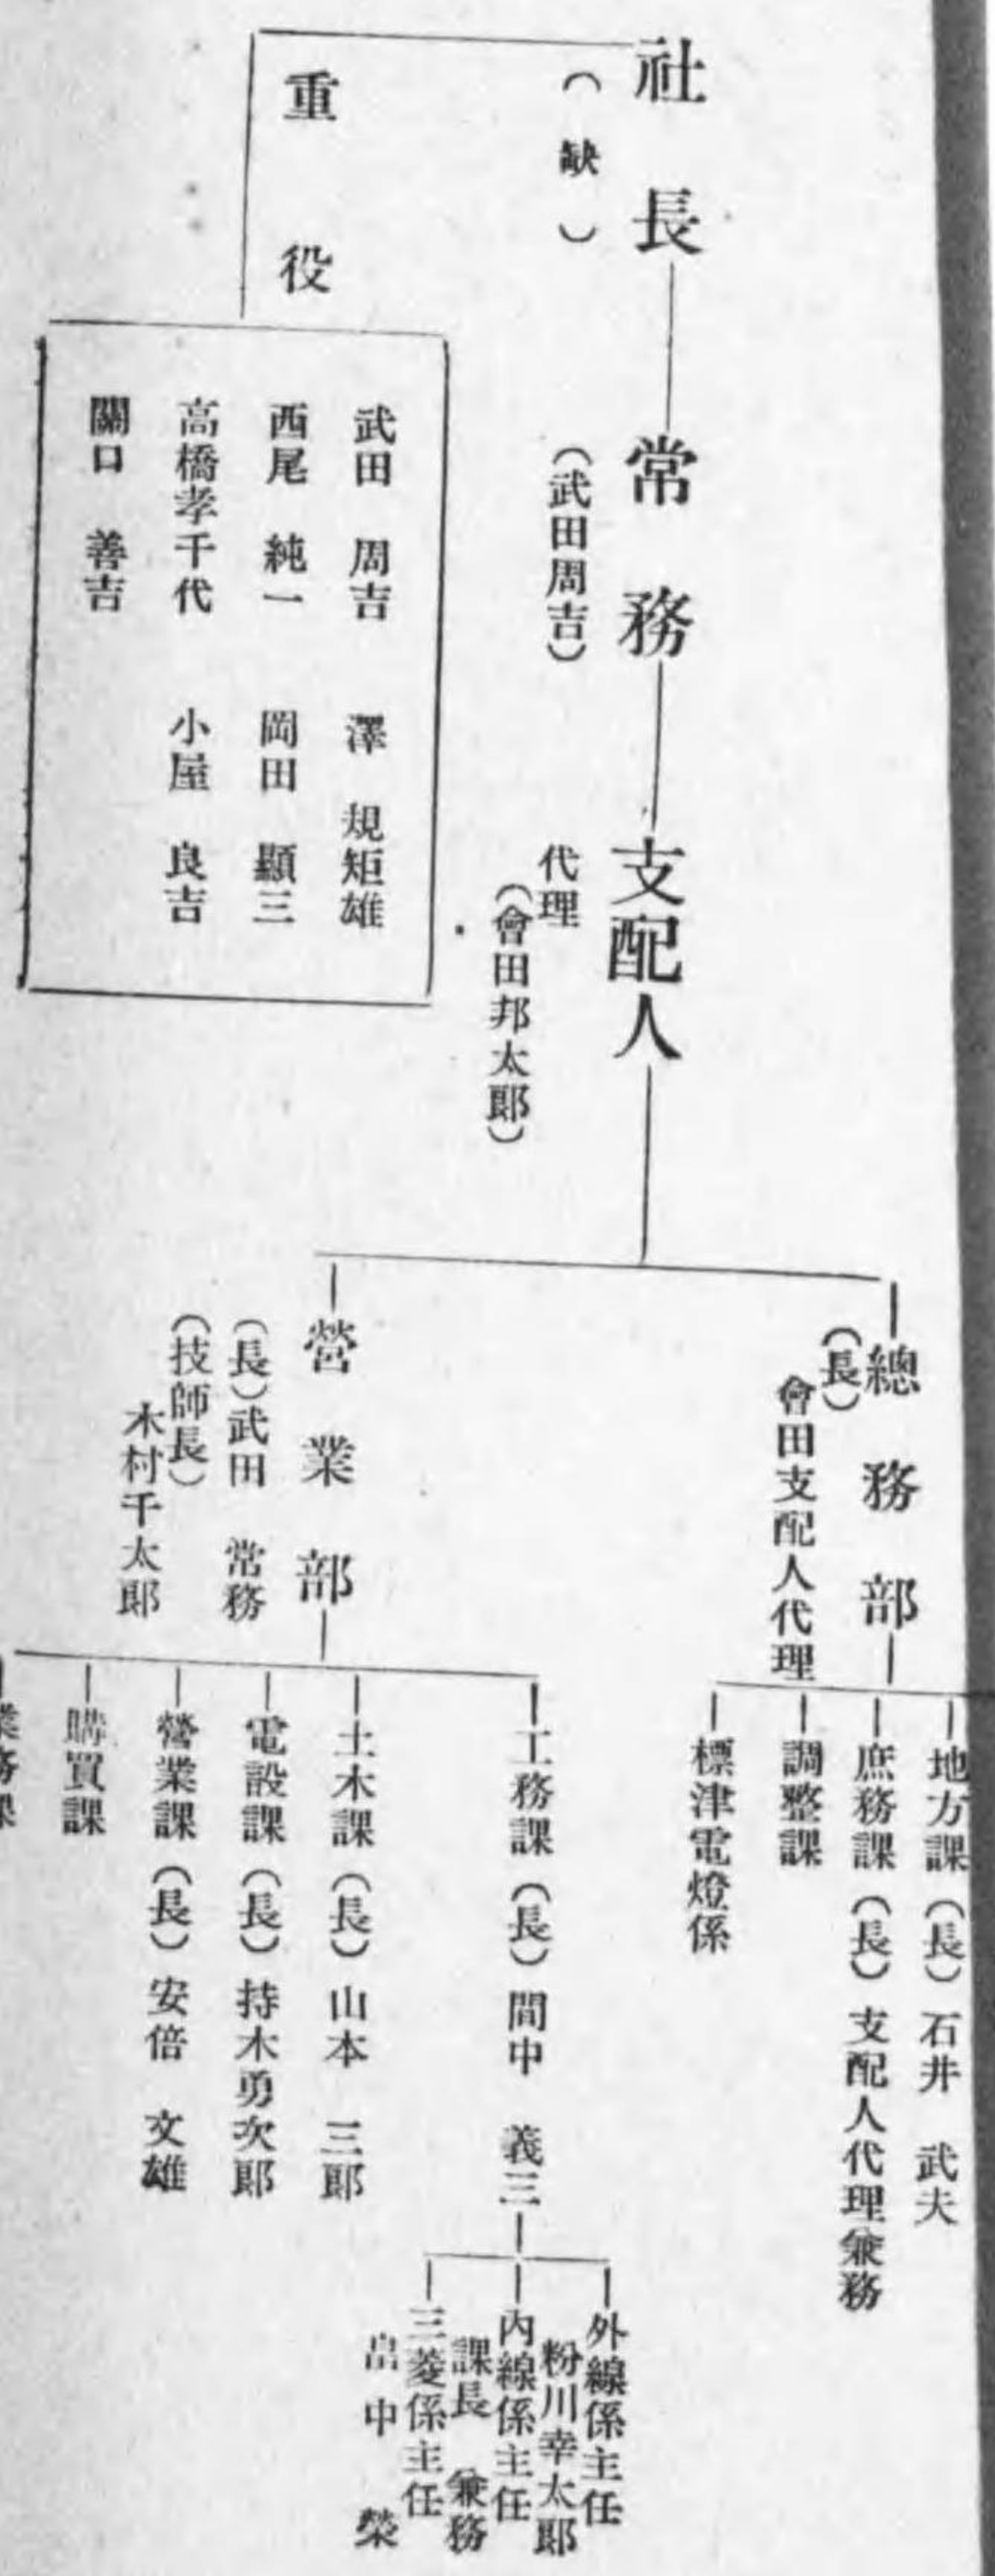 社長
（缺）
重役
武田 周吉
澤 規矩雄
西尾 純一
岡田 顯三
高橋孝千代
小屋 良吉
關口 善吉
常務
（武田周吉）
支配人
代理
（會田邦太郎）
總務部
（長）
會田支配人代理
地方課（長）石井 武夫
庶務課（長）支配人代理兼務
調整課
標津電燈係
營業部
（長）武田 常務
（技師長）
木村千太郎
工務課（長）間中 義三
外線係主任
粉川幸太郎
內線係主任
課長 兼務
三菱係主任
畠中 榮
土木課（長）山本 三郎
電設課（長）持木勇次郎
營業課（長）安倍 文雄
購買課
業務課